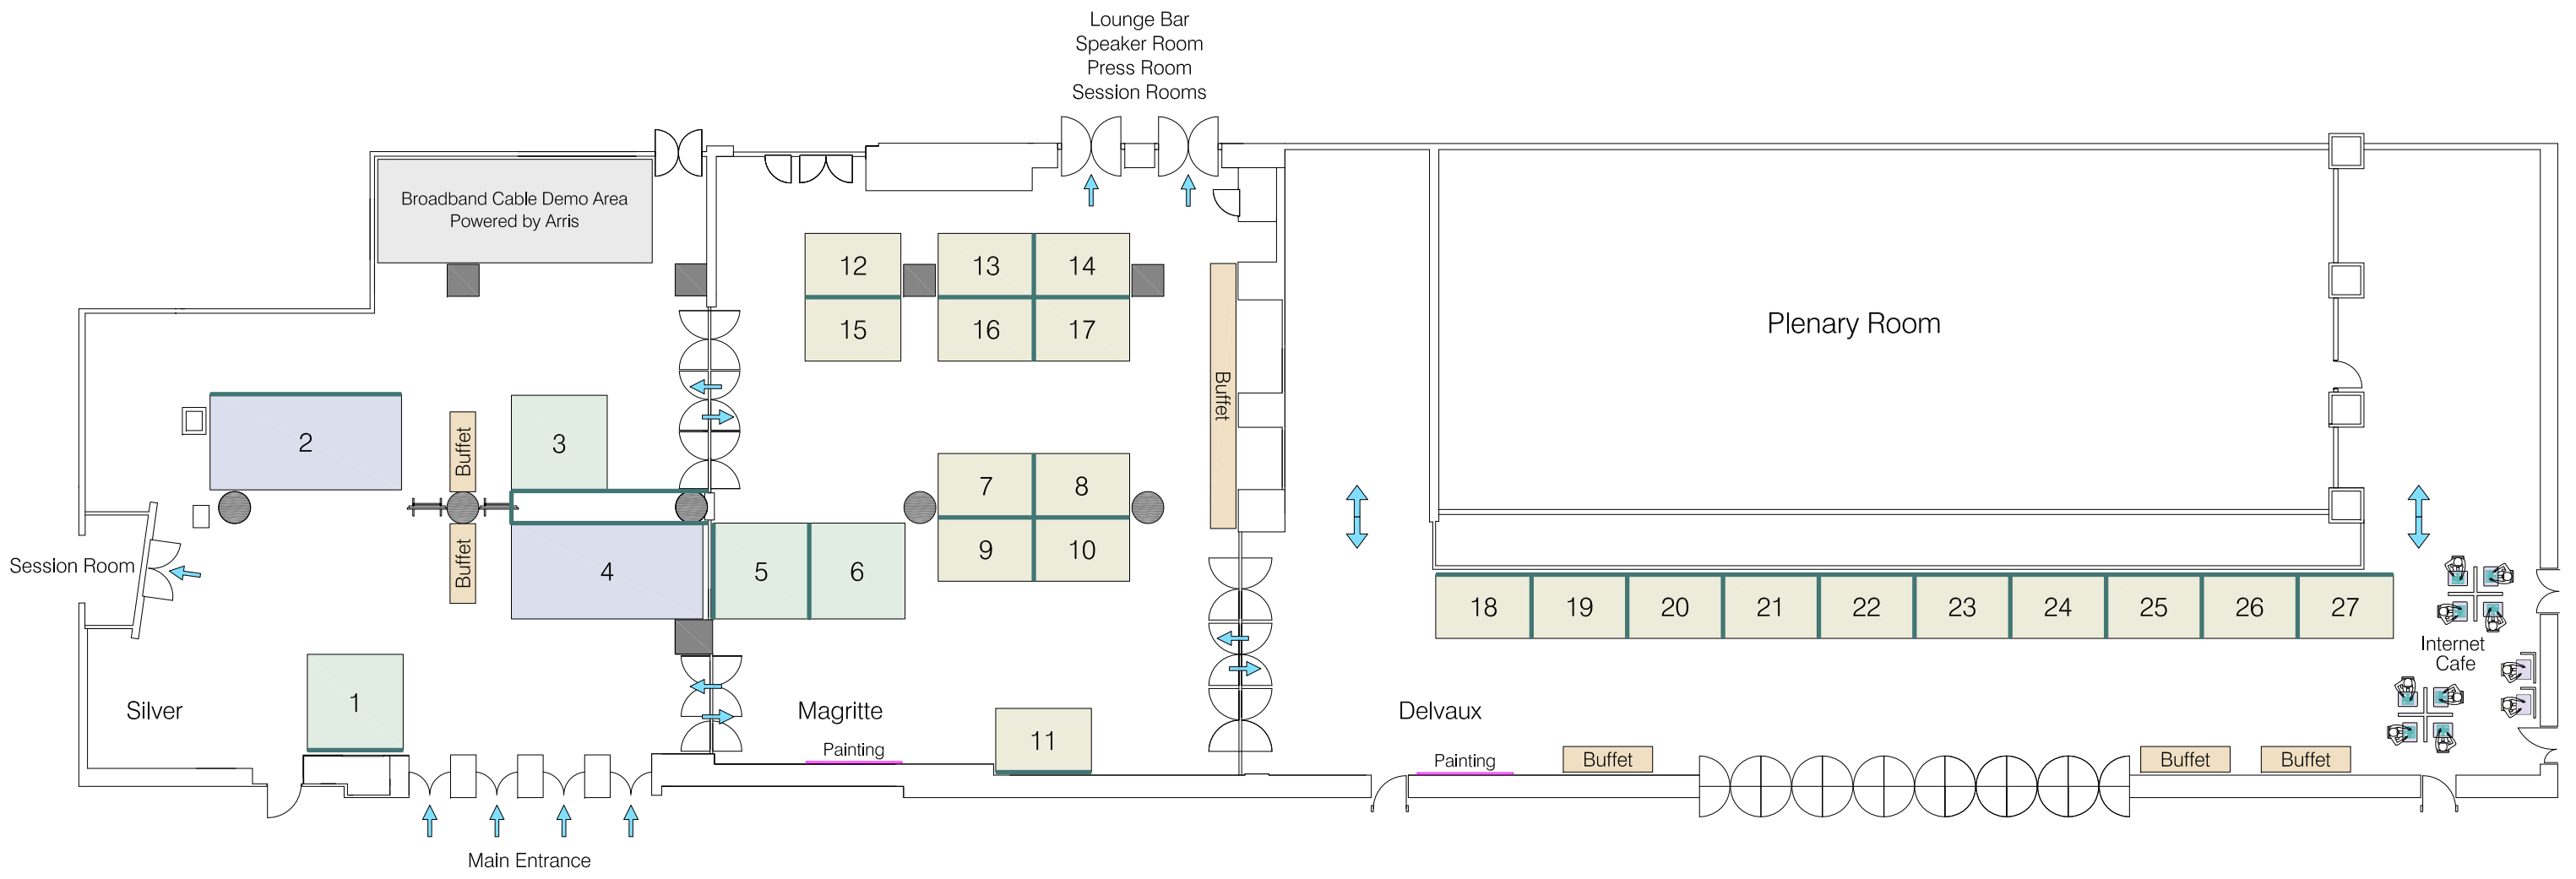 Lounge Bar
Speaker Room
Press Room
Session Rooms
Broadband Cable Demo Area
Powered by Arris
12
13
14
15
16
17
Plenary Room
Buffet
2
Buffet
3
7
8
Session Room
Buffet
4
5
6
9
10
18
19
20
21
22
23
24
25
26
27
Internet
Cafe
1
Silver
Magritte
Delvaux
11
Painting
Painting
Buffet
Buffet
Buffet
Main Entrance